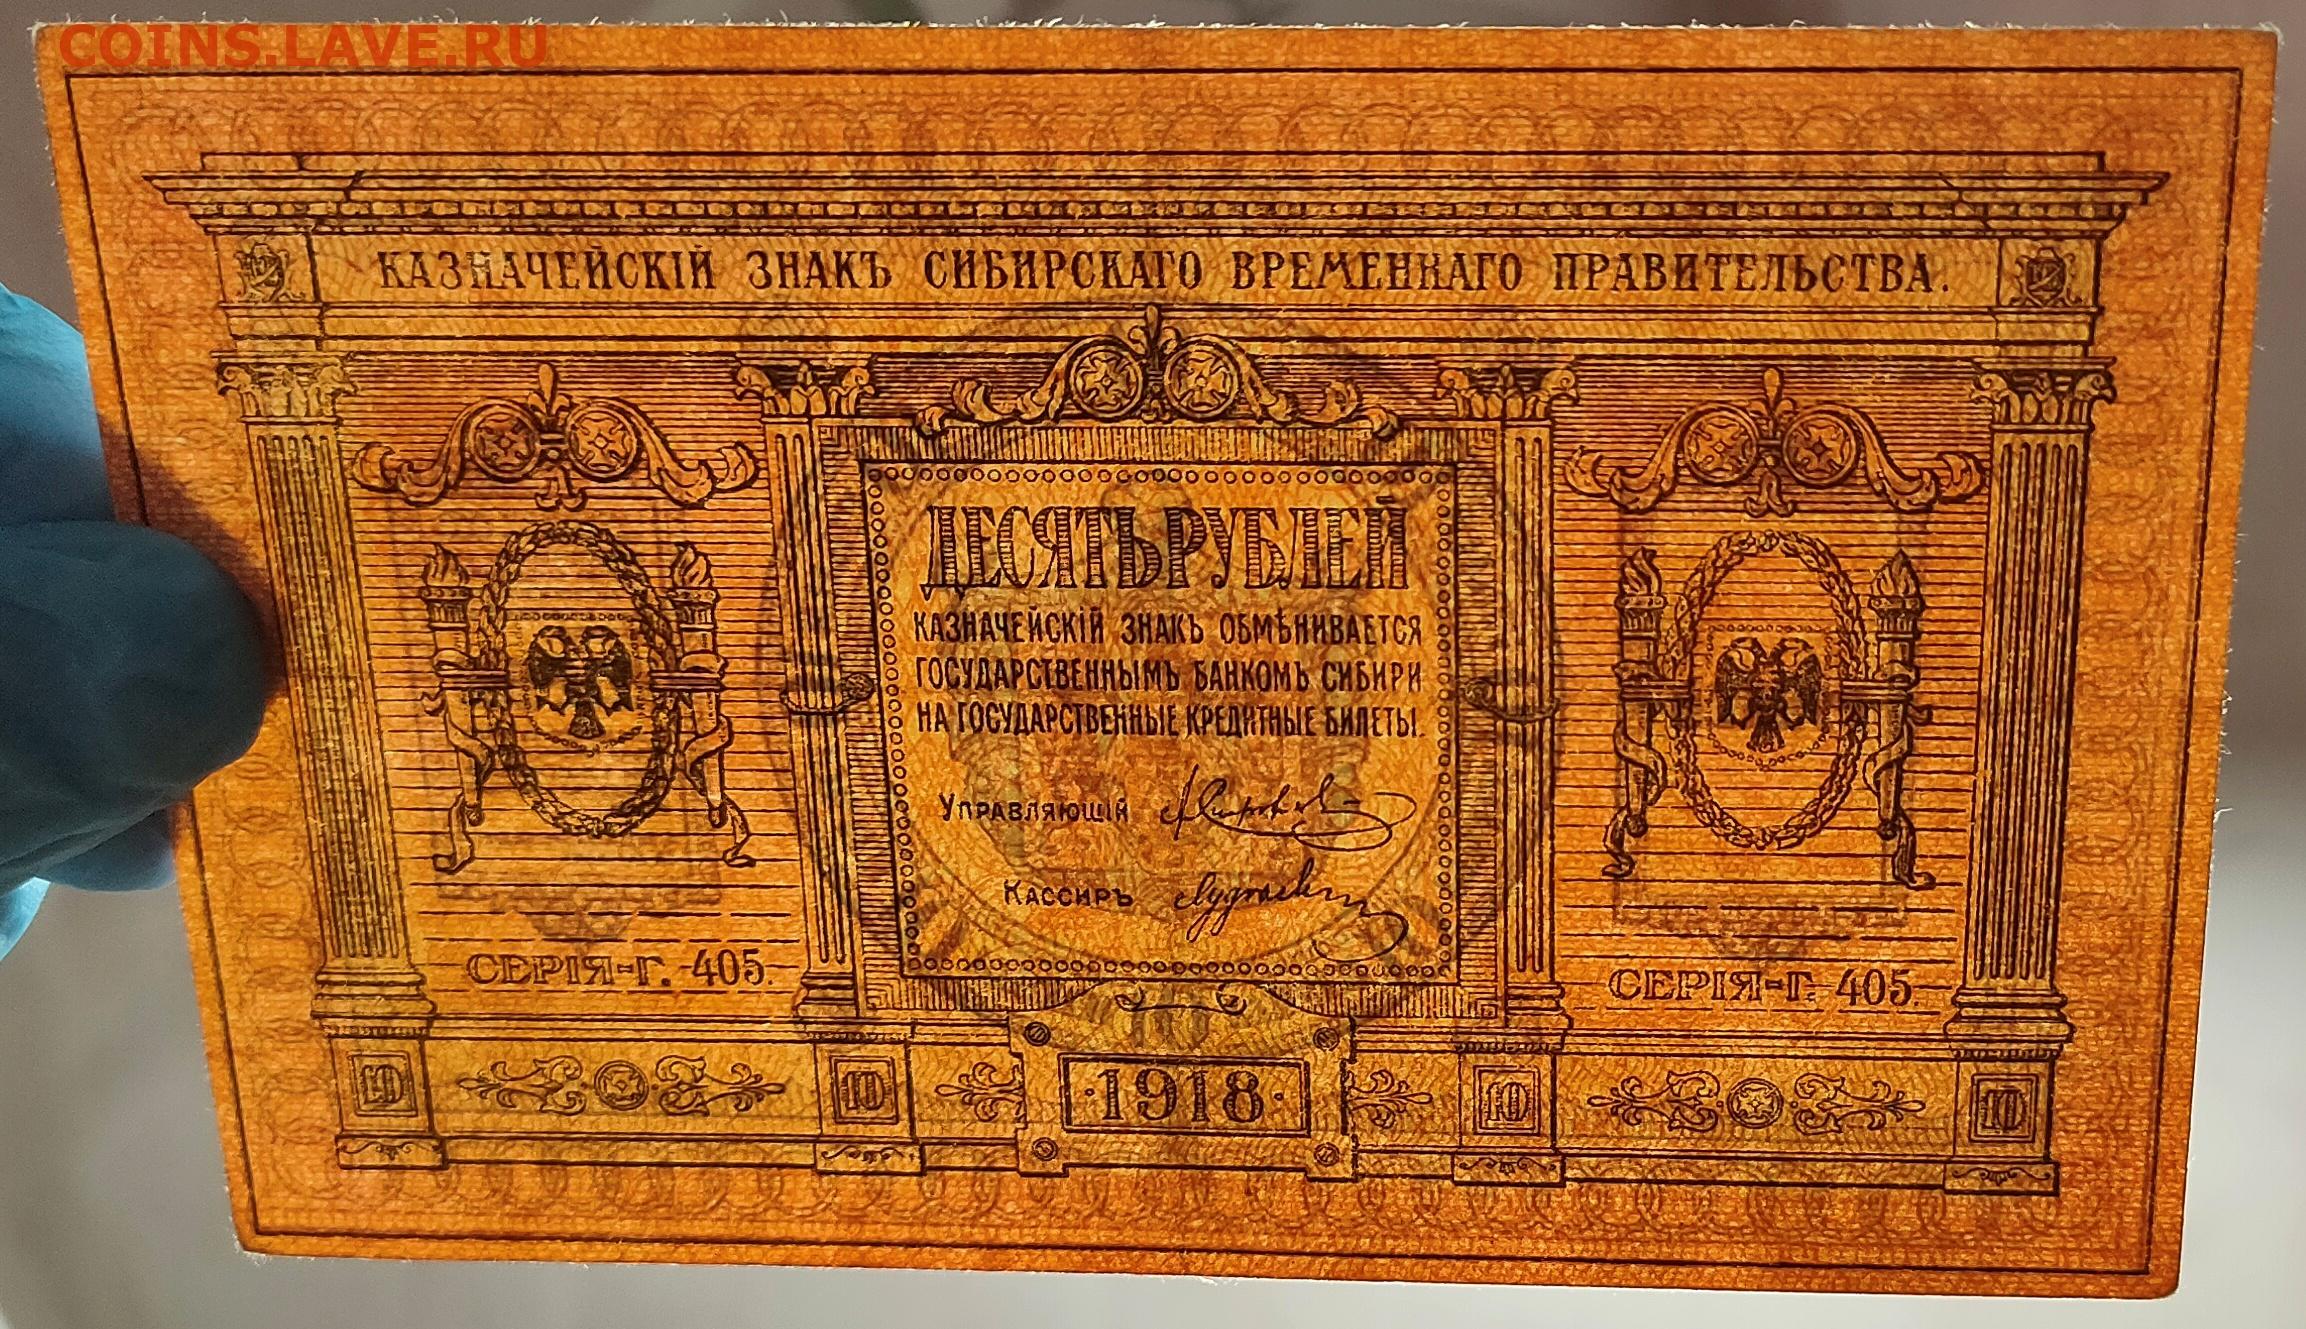 COINS.LAVE.RU
КАЗНАЧЕЙСКІЙ ЗНАКЪ СИБИРСКАГО ВРЕМЕННАГО ПРАВИТЕЛЬСТВА.
ДЕСЯТЬ РУБЛЕЙ
КАЗНАЧЕЙСКІЙ ЗНАКЪ ОБМѢНИВАЕТСЯ
ГОСУДАРСТВЕННЫМЪ БАНКОМЪ СИБИРИ
НА ГОСУДАРСТВЕННЫЕ КРЕДИТНЫЕ БИЛЕТЫ.
УПРАВЛЯЮЩІЙ
КАССИРЪ
СЕРІЯ-Г. 405.
СЕРІЯ-Г. 405.
10
10
·1918·
10
10